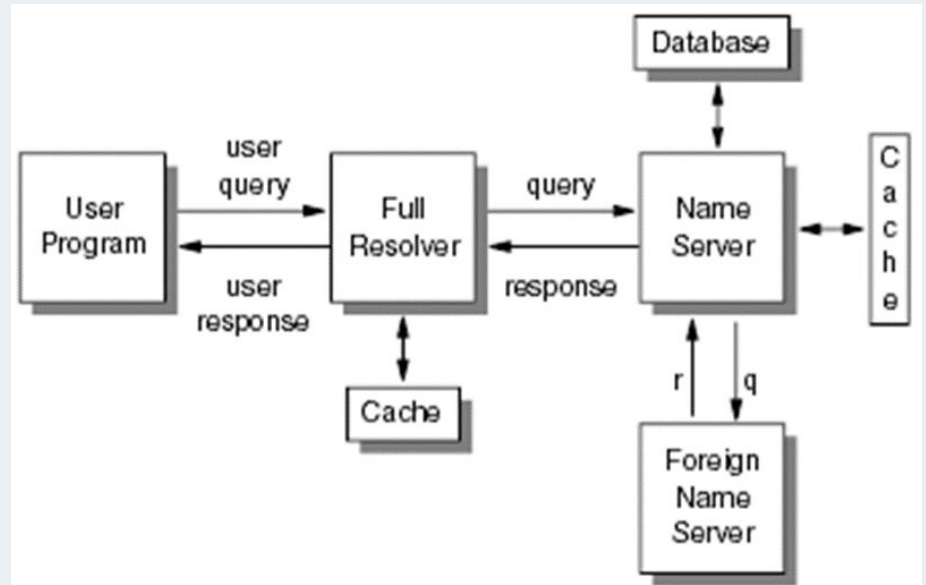 Database
user
query
User
Program
Full
Resolver
query
Name
Server
C
a
c
h
e
user
response
response
Cache
r
q
Foreign
Name
Server